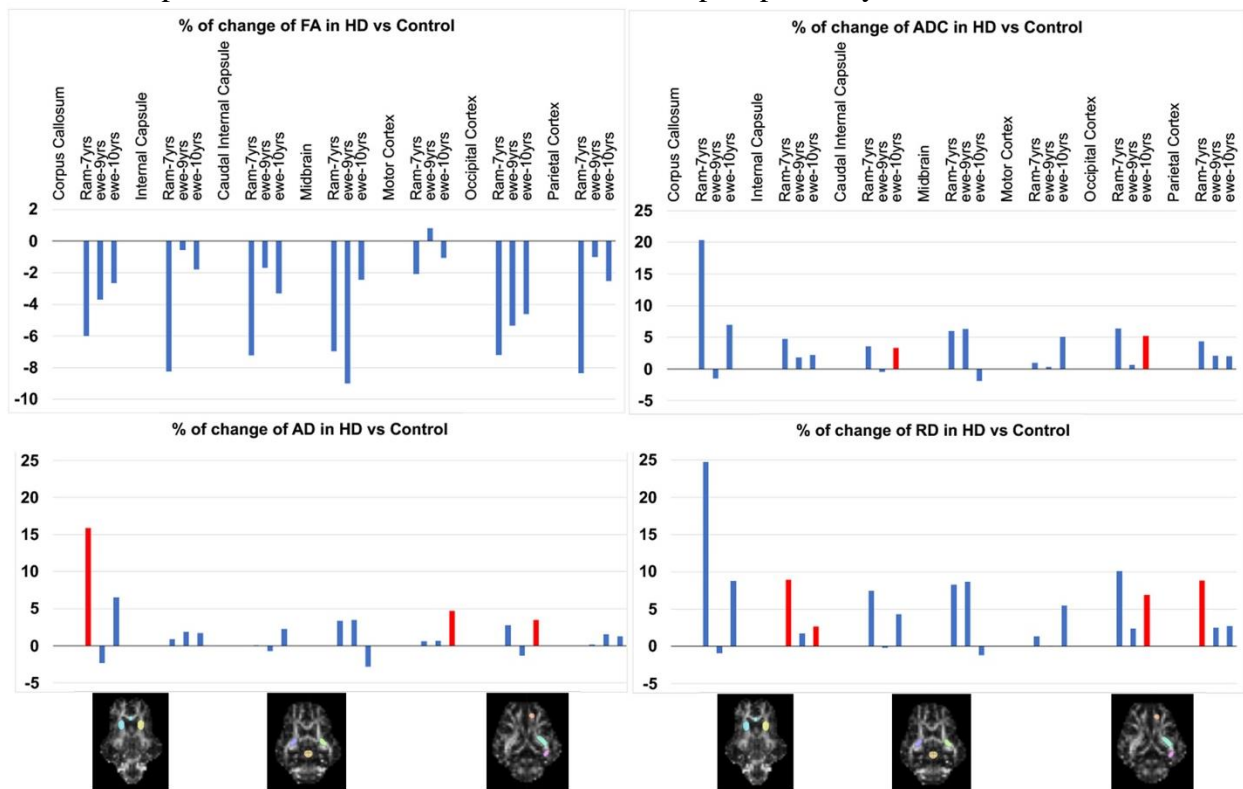 % of change of FA in HD vs Control
Corpus Callosum
Ram-7yrs
ewe-9yrs
ewe-10yrs
Internal Capsule
Ram-7yrs
ewe-9yrs
ewe-10yrs
Caudal Internal Capsule
Ram-7yrs
ewe-9yrs
ewe-10yrs
Midbrain
Ram-7yrs
ewe-9yrs
ewe-10yrs
Motor Cortex
Ram-7yrs
ewe-9yrs
ewe-10yrs
Occipital Cortex
Ram-7yrs
ewe-9yrs
ewe-10yrs
Parietal Cortex
Ram-7yrs
ewe-9yrs
ewe-10yrs
2
0
-2
-4
-6
-8
-10
% of change of ADC in HD vs Control
Corpus Callosum
Ram-7yrs
ewe-9yrs
ewe-10yrs
Internal Capsule
Ram-7yrs
ewe-9yrs
ewe-10yrs
Caudal Internal Capsule
Ram-7yrs
ewe-9yrs
ewe-10yrs
Midbrain
Ram-7yrs
ewe-9yrs
ewe-10yrs
Motor Cortex
Ram-7yrs
ewe-9yrs
ewe-10yrs
Occipital Cortex
Ram-7yrs
ewe-9yrs
ewe-10yrs
Parietal Cortex
Ram-7yrs
ewe-9yrs
ewe-10yrs
25
20
15
10
5
0
-5
% of change of AD in HD vs Control
25
20
15
10
5
0
-5
% of change of RD in HD vs Control
25
20
15
10
5
0
-5